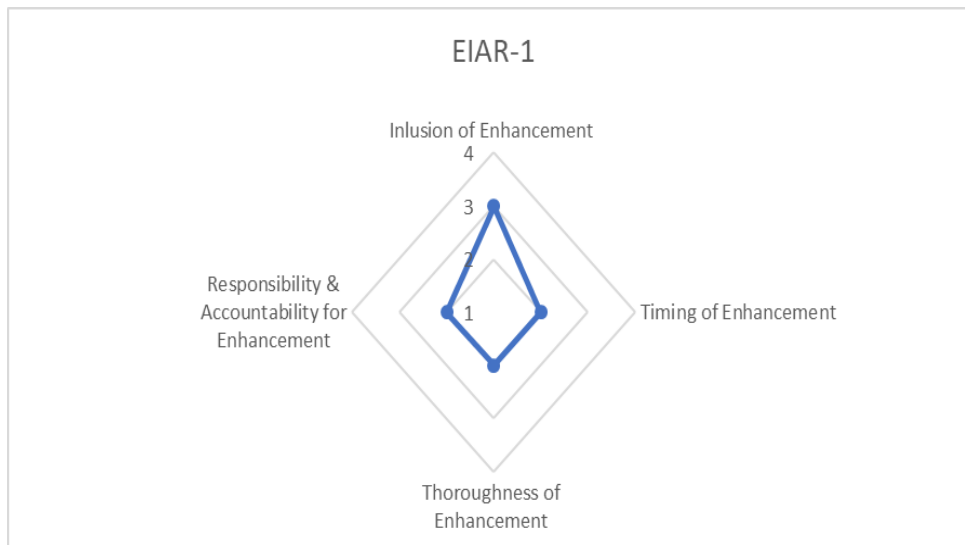 EIAR-1
Inlusion of Enhancement
4
3
2
1
Responsibility &
Accountability for
Enhancement
Timing of Enhancement
Thoroughness of
Enhancement